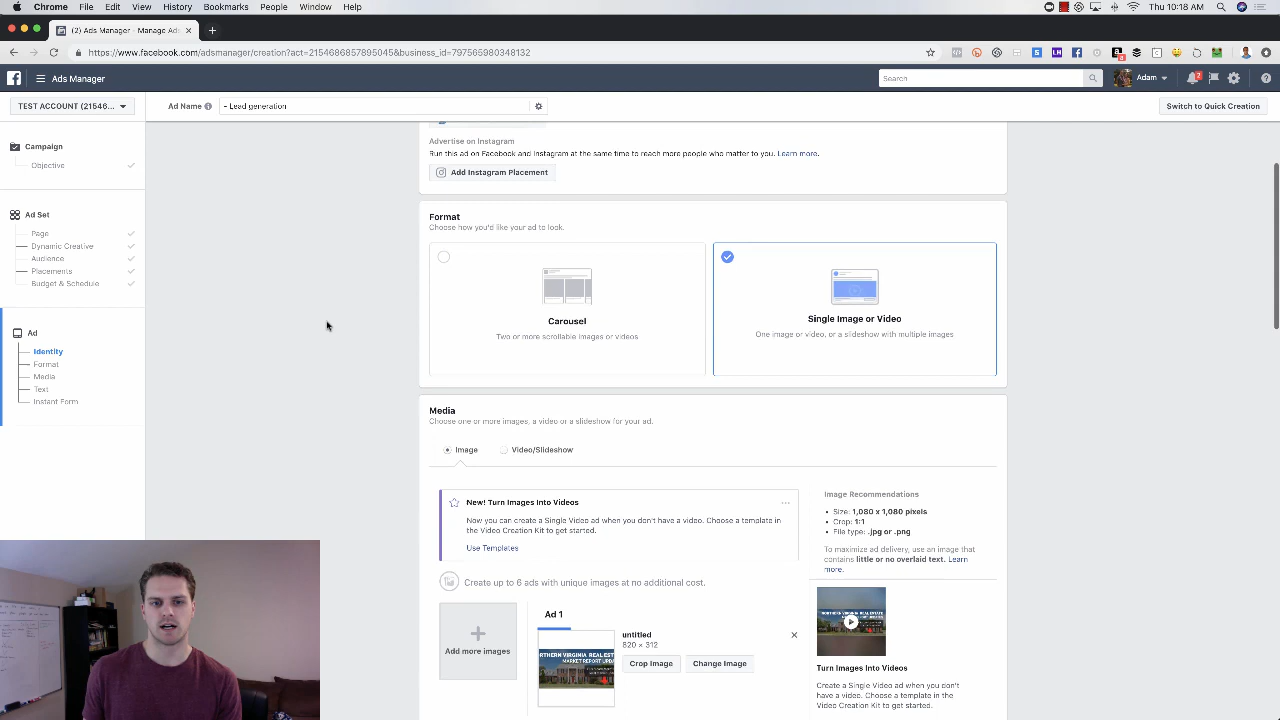 Chrome File Edit View History Bookmarks People Window Help
Thu 10:18 AM
(2) Ads Manager - Manage Ads
https://www.facebook.com/adsmanager/creation?act=2154686857895045&business_id=797565980348132
Ads Manager
Search
Adam
2
TEST ACCOUNT (21546...
Ad Name
- Lead generation
Switch to Quick Creation
Campaign
Objective
Ad Set
Page
Dynamic Creative
Audience
Placements
Budget & Schedule
Ad
Identity
Format
Media
Text
Instant Form
Advertise on Instagram
Run this ad on Facebook and Instagram at the same time to reach more people who matter to you. Learn more.
Add Instagram Placement
Format
Choose how you'd like your ad to look.
Carousel
Two or more scrollable images or videos
Single Image or Video
One image or video, or a slideshow with multiple images
Media
Choose one or more images, a video or a slideshow for your ad.
Image
Video/Slideshow
New! Turn Images Into Videos
Now you can create a Single Video ad when you don't have a video. Choose a template in
the Video Creation Kit to get started.
Use Templates
Image Recommendations
• Size: 1,080 x 1,080 pixels
• Crop: 1:1
• File type: .jpg or .png
To maximize ad delivery, use an image that
contains little or no overlaid text. Learn
more.
Create up to 6 ads with unique images at no additional cost.
Add more images
Ad 1
THERN VIRGINIA REAL EST
MARKET REPORT UPDA
untitled
820 × 312
Crop Image
Change Image
Turn Images Into Videos
Create a Single Video ad when you don't
have a video. Choose a template in the
Video Creation Kit to get started.